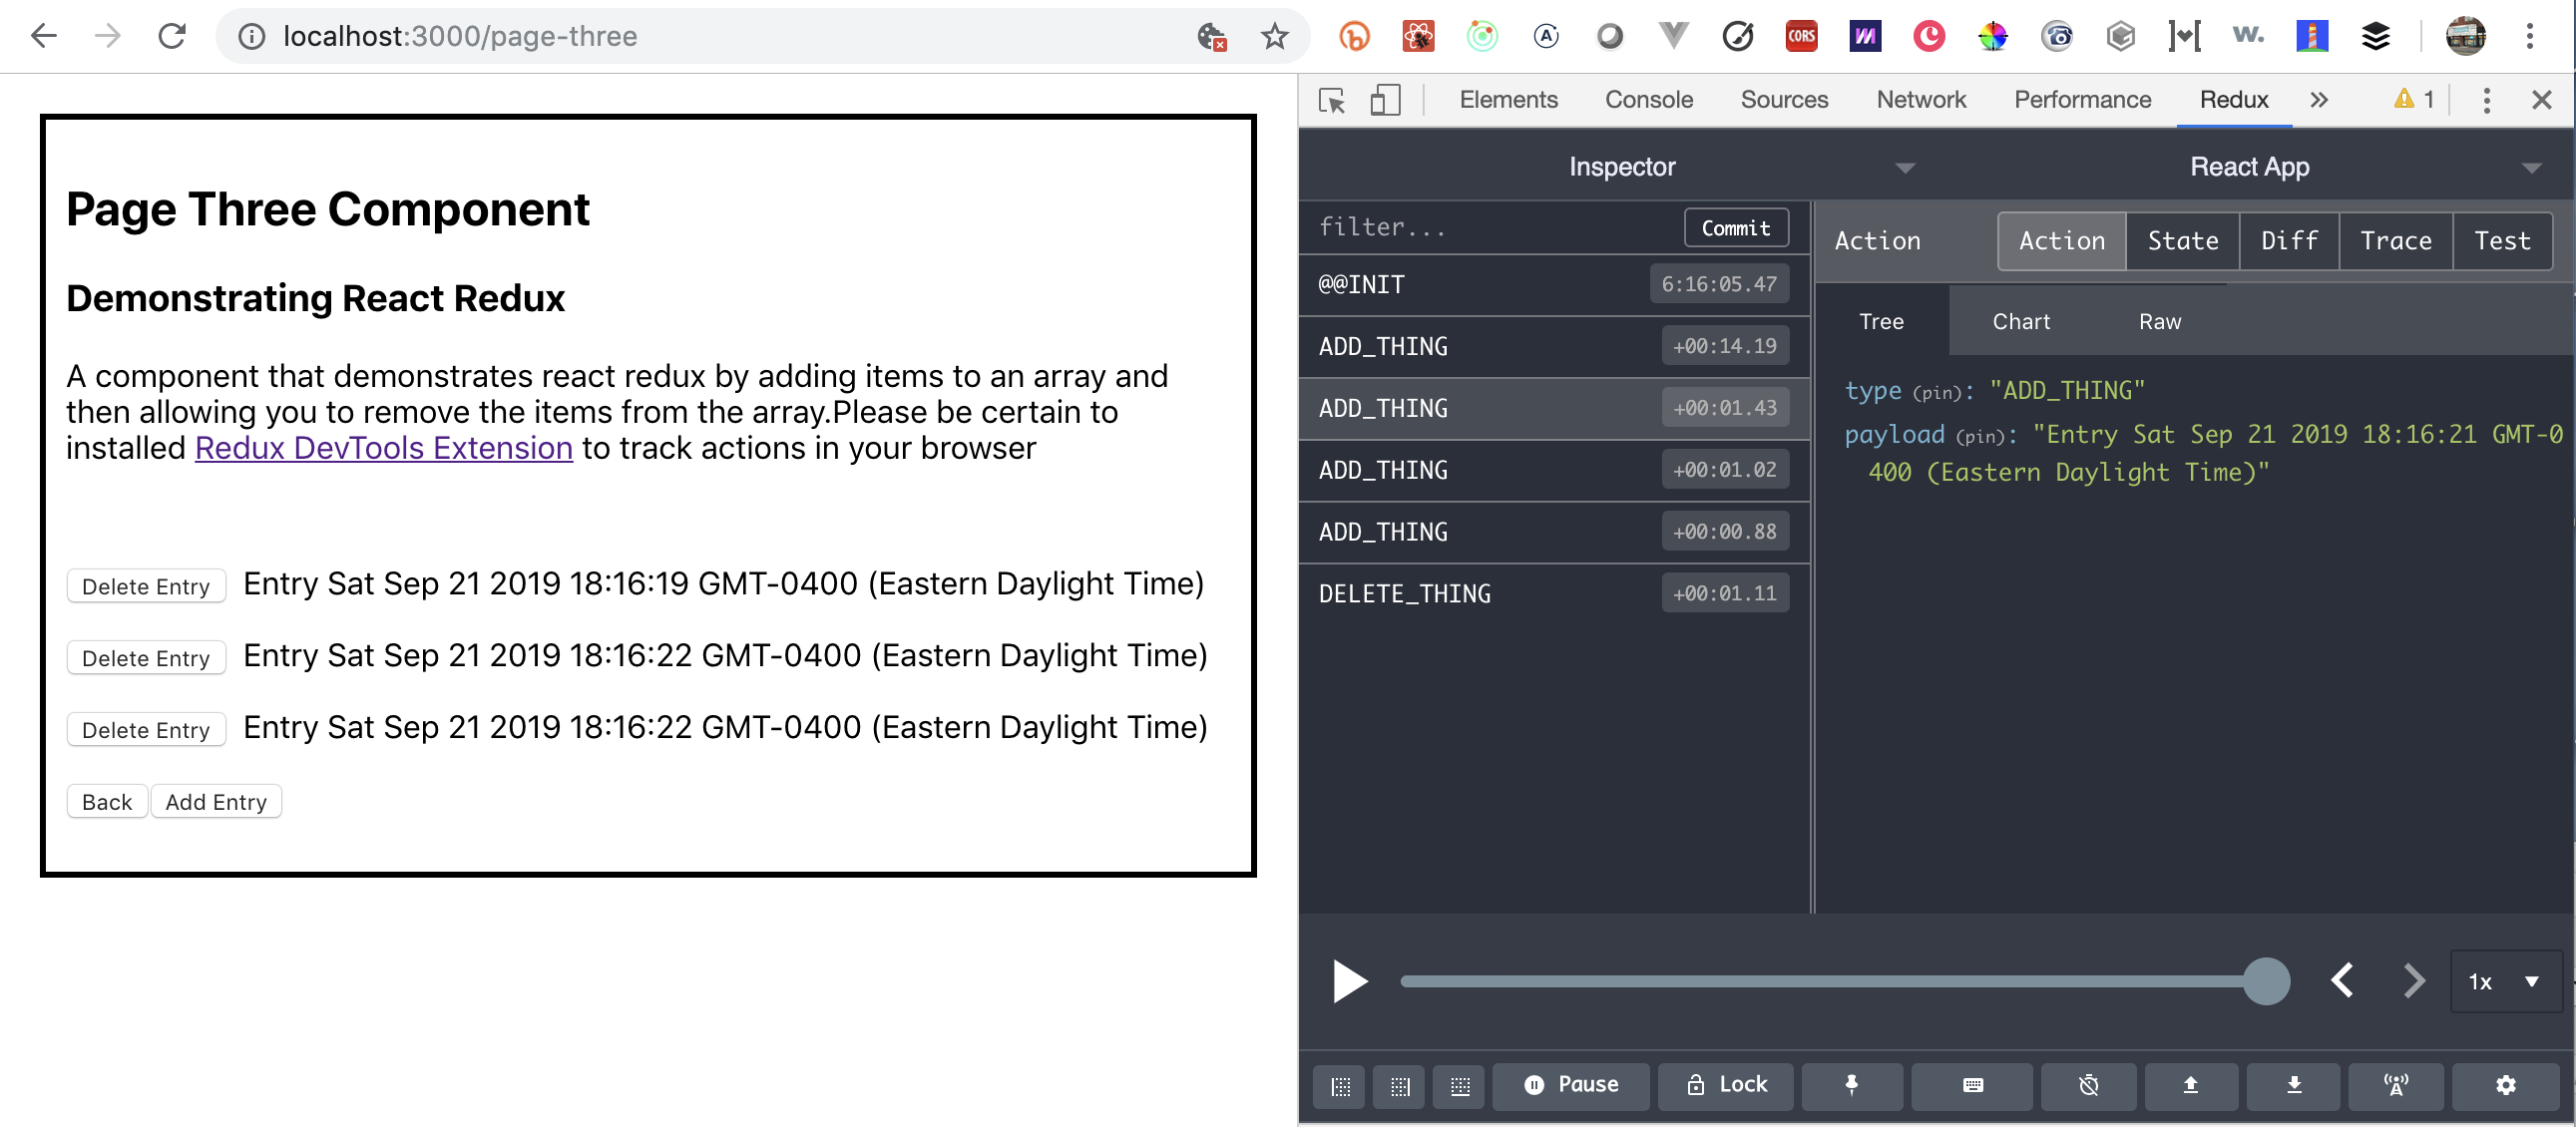 localhost:3000/page-three
CORS
w.
Elements Console Sources Network Performance Redux 1
Page Three Component
Demonstrating React Redux
A component that demonstrates react redux by adding items to an array and
then allowing you to remove the items from the array.Please be certain to
installed Redux DevTools Extension to track actions in your browser
Delete Entry Entry Sat Sep 21 2019 18:16:19 GMT-0400 (Eastern Daylight Time)
Delete Entry Entry Sat Sep 21 2019 18:16:22 GMT-0400 (Eastern Daylight Time)
Delete Entry Entry Sat Sep 21 2019 18:16:22 GMT-0400 (Eastern Daylight Time)
Back Add Entry
Inspector React App
filter... Commit
@@INIT 6:16:05.47
ADD_THING +00:14.19
ADD_THING +00:01.43
ADD_THING +00:01.02
ADD_THING +00:00.88
DELETE_THING +00:01.11
Action Action State Diff Trace Test
Tree Chart Raw
type (pin): "ADD_THING"
payload (pin): "Entry Sat Sep 21 2019 18:16:21 GMT-0
400 (Eastern Daylight Time)"
1x
Pause Lock